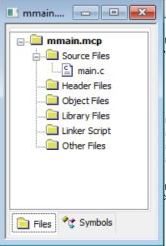 mmain....
mmain.mcp
Source Files
main.c
Header Files
Object Files
Library Files
Linker Script
Other Files
Files
Symbols